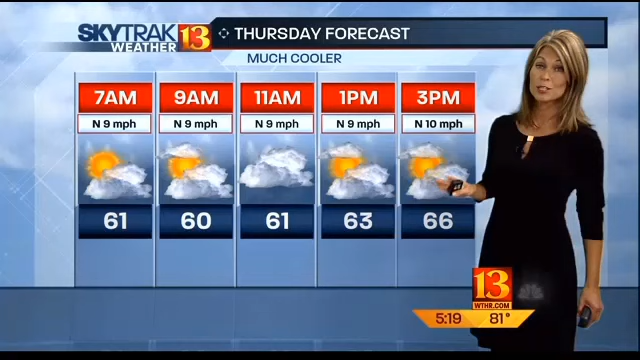 SKYTRAK
WEATHER 13
THURSDAY FORECAST
MUCH COOLER
7AM 9AM 11AM 1PM 3PM
N 9 mph N 9 mph N 9 mph N 9 mph N 10 mph
61 60 61 63 66
13
WTHR.COM
5:19 81°